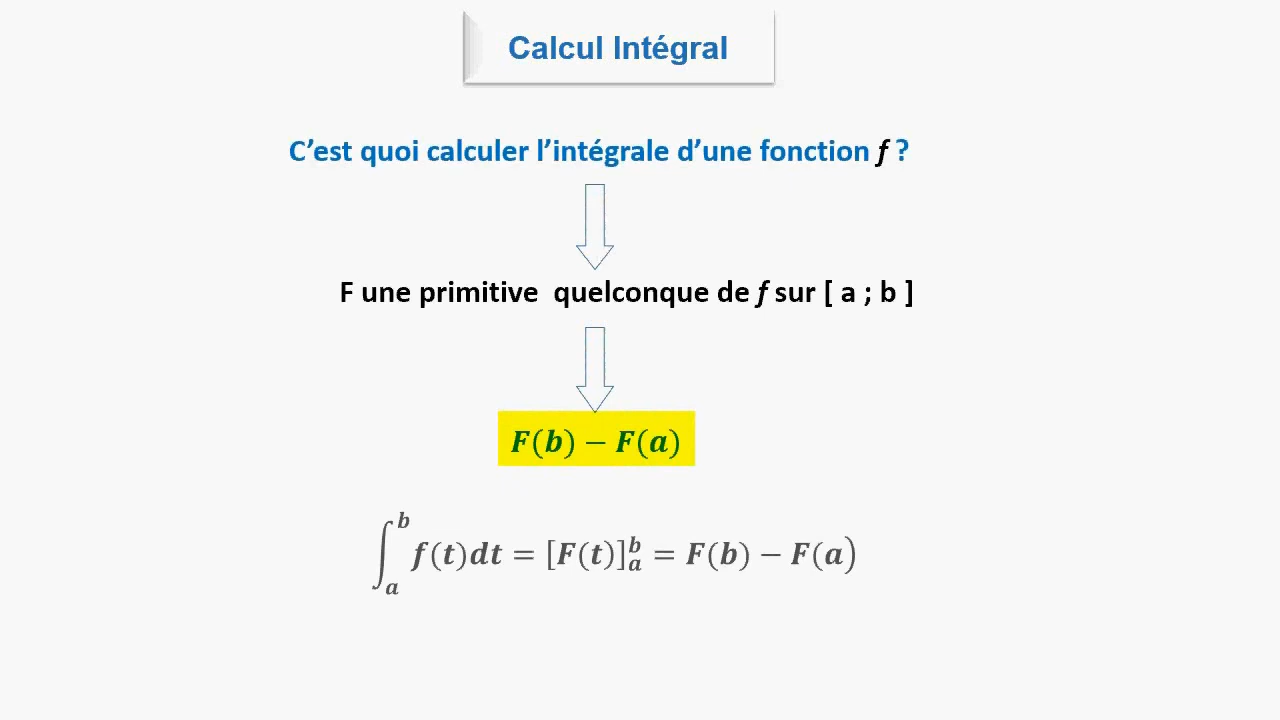 Calcul Intégral
C’est quoi calculer l’intégrale d’une fonction f ?
F une primitive quelconque de f sur [ a ; b ]
F(b) − F(a)
∫_a^b f(t)dt = [F(t)]_a^b = F(b) − F(a)